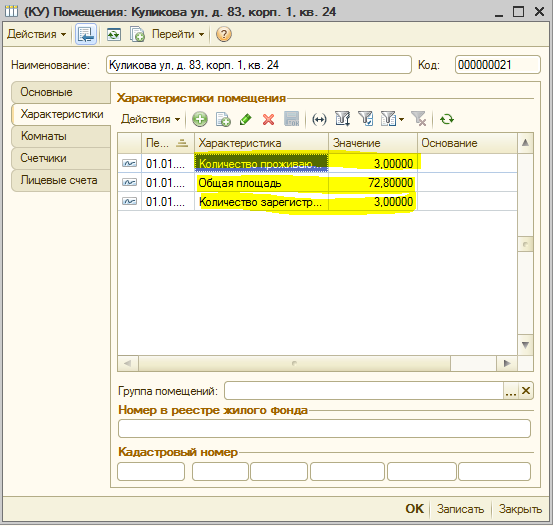 (КУ) Помещения: Куликова ул, д. 83, корп. 1, кв. 24
Действия Перейти ?
Наименование: Куликова ул, д. 83, корп. 1, кв. 24 Код: 000000021
Основные
Характеристики
Комнаты
Счетчики
Лицевые счета
Характеристики помещения
Действия
Пе... Характеристика Значение Основание
01.01.... Количество проживаю... 3,00000
01.01.... Общая площадь 72,80000
01.01.... Количество зарегистр... 3,00000
Группа помещений: ...
Номер в реестре жилого фонда
Кадастровый номер
OK Записать Закрыть